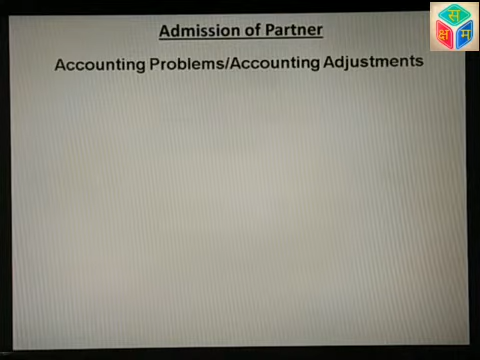 Admission of Partner
Accounting Problems/Accounting Adjustments
स
क्ष
म